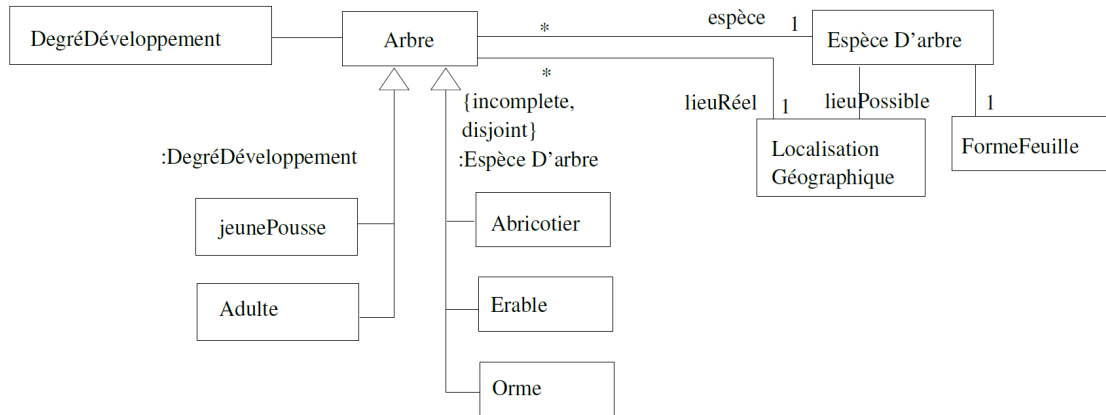 DegréDéveloppement
Arbre
*
espèce
1
Espèce D'arbre
*
{incomplete,
disjoint}
:Espèce D'arbre
:DegréDéveloppement
lieuRéel
1
lieuPossible
1
Localisation
Géographique
FormeFeuille
jeunePousse
Adulte
Abricotier
Erable
Orme